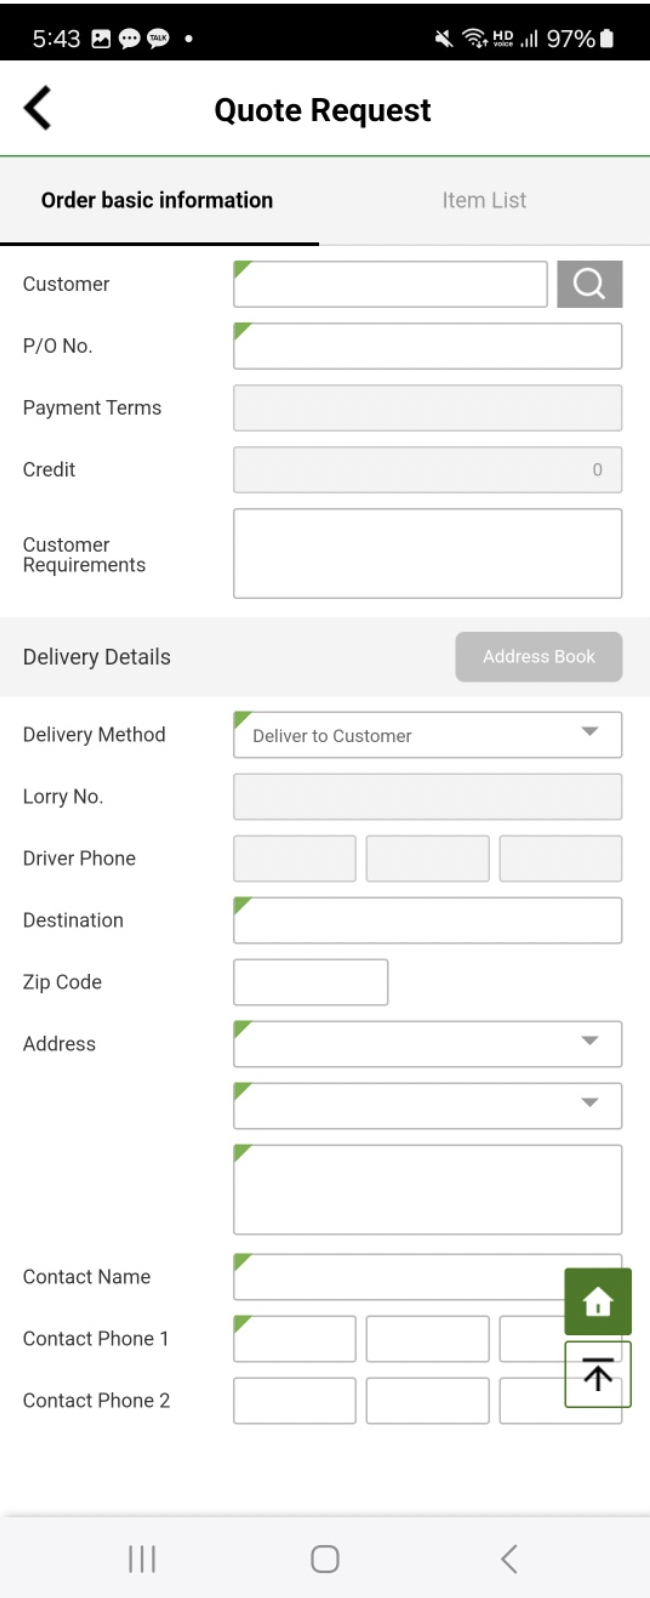 5:43 TALK HD voice 97%
Quote Request
Order basic information Item List
Customer
P/O No.
Payment Terms
Credit 0
Customer
Requirements
Delivery Details Address Book
Delivery Method Deliver to Customer
Lorry No.
Driver Phone
Destination
Zip Code
Address
Contact Name
Contact Phone 1
Contact Phone 2